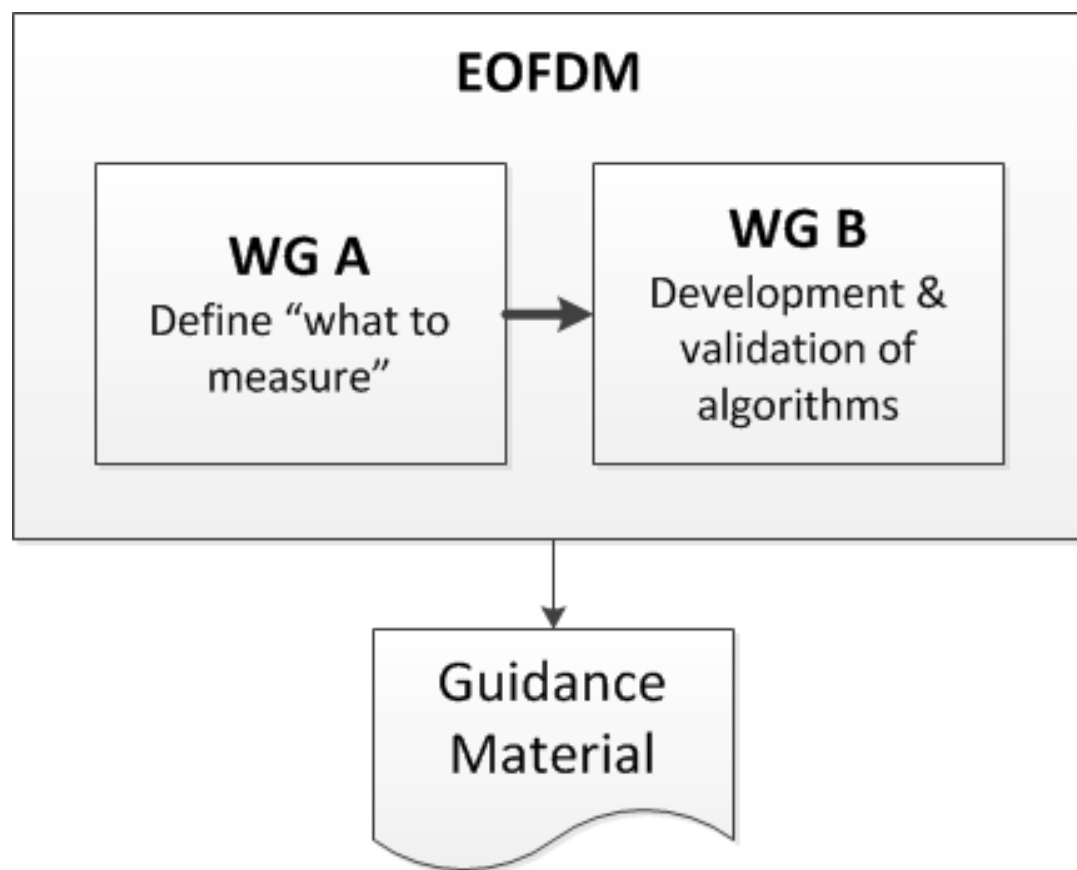 EOFDM
WG A
Define “what to
measure”
WG B
Development &
validation of
algorithms
Guidance
Material